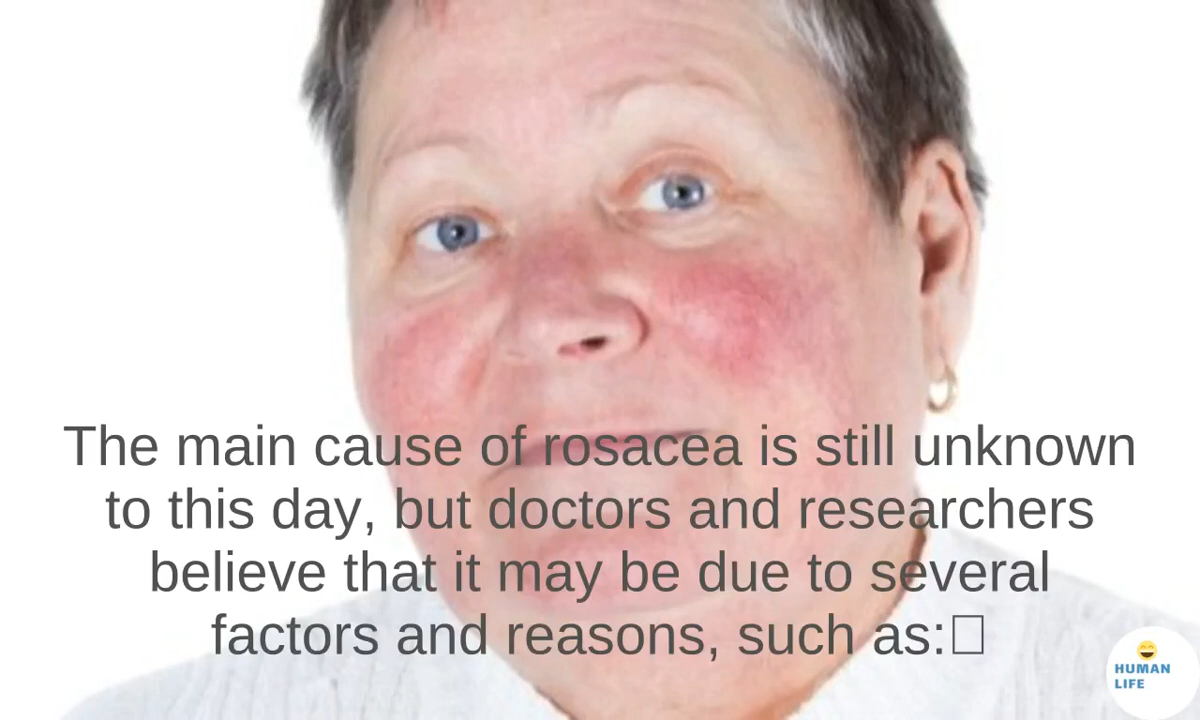 The main cause of rosacea is still unknown
to this day, but doctors and researchers
believe that it may be due to several
factors and reasons, such as:
HUMAN
LIFE